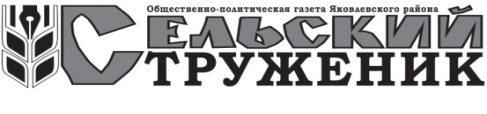 Общественно-политическая газета Яковлевского района
СЕЛЬСКИЙ
ТРУЖЕНИК